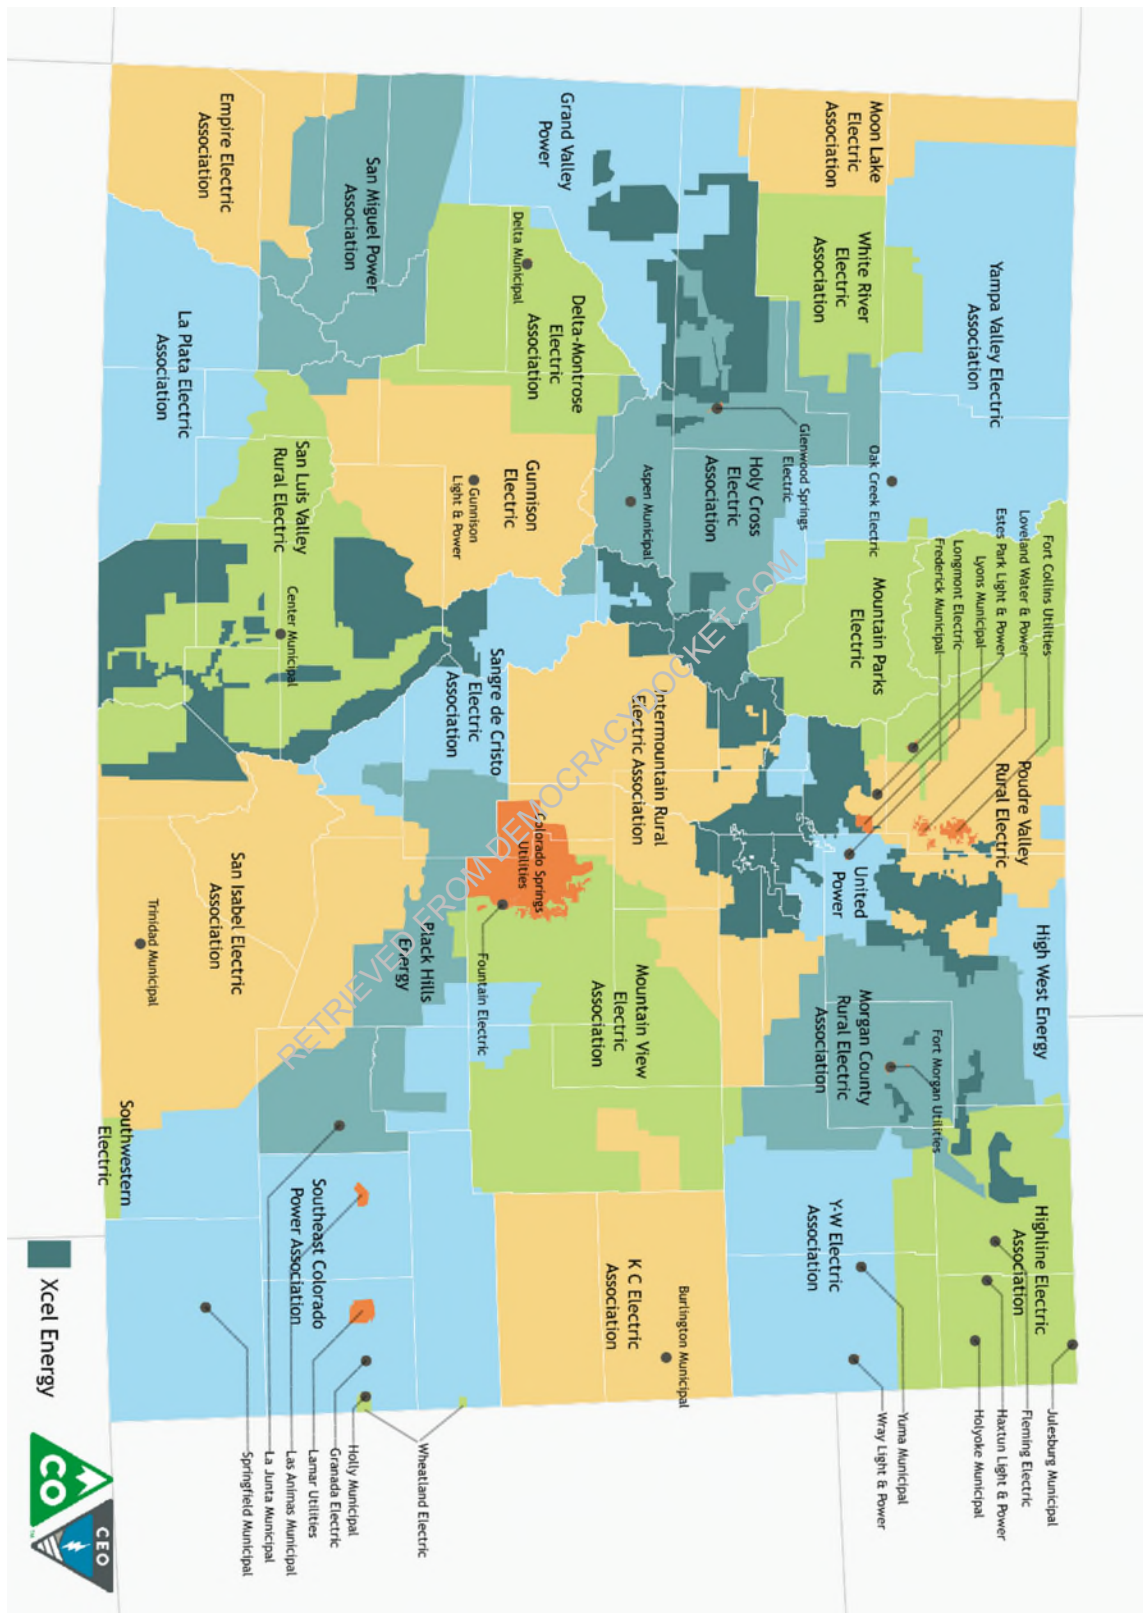 Moon Lake
Electric
Association
Yampa Valley Electric
Association
White River
Electric
Association
Grand Valley
Power
Empire Electric
Association
San Miguel Power
Association
Delta Municipal
Delta-Montrose
Electric
Association
La Plata Electric
Association
Glenwood Springs
Electric
Oak Creek Electric
Holy Cross
Electric
Association
Aspen Municipal
Gunnison
Electric
Gunnison
Light & Power
San Luis Valley
Rural Electric
Center Municipal
Fort Collins Utilities
Loveland Water & Power
Estes Park Light & Power
Lyons Municipal
Longmont Electric
Frederick Municipal
Mountain Parks
Electric
Poudre Valley
Rural Electric
Intermountain Rural
Electric Association
Sangre de Cristo
Electric
Association
United
Power
High West Energy
Colorado Springs
Utilities
San Isabel Electric
Association
Trinidad Municipal
Black Hills
Energy
Fountain Electric
Mountain View
Electric
Association
Morgan County
Rural Electric
Association
Fort Morgan Utilities
Southwestern
Electric
Southeast Colorado
Power Association
K C Electric
Association
Burlington Municipal
Y-W Electric
Association
Highline Electric
Association
Julesburg Municipal
Fleming Electric
Haxtun Light & Power
Holyoke Municipal
Yuma Municipal
Wray Light & Power
Wheatland Electric
Holly Municipal
Granada Electric
Lamar Utilities
Las Animas Municipal
La Junta Municipal
Springfield Municipal
Xcel Energy
CO
TM
CEO
RETRIEVED FROM DEMOCRACYDOCKET.COM